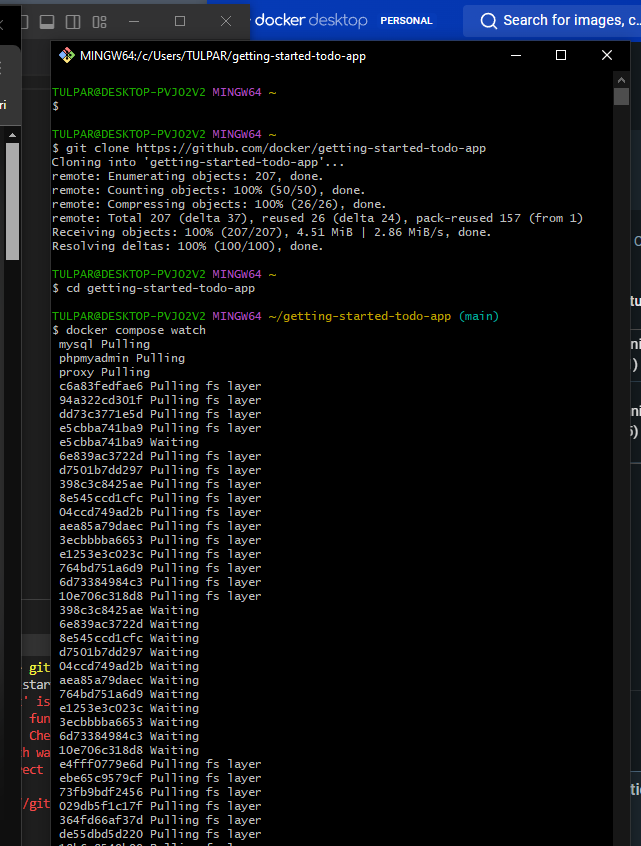 docker desktop PERSONAL
Search for images, c...
MINGW64:/c/Users/TULPAR/getting-started-todo-app
TULPAR@DESKTOP-PVJO2V2 MINGW64 ~
$
TULPAR@DESKTOP-PVJO2V2 MINGW64 ~
$ git clone https://github.com/docker/getting-started-todo-app
Cloning into 'getting-started-todo-app'...
remote: Enumerating objects: 207, done.
remote: Counting objects: 100% (50/50), done.
remote: Compressing objects: 100% (26/26), done.
remote: Total 207 (delta 37), reused 26 (delta 24), pack-reused 157 (from 1)
Receiving objects: 100% (207/207), 4.51 MiB | 2.86 MiB/s, done.
Resolving deltas: 100% (100/100), done.
TULPAR@DESKTOP-PVJO2V2 MINGW64 ~
$ cd getting-started-todo-app
TULPAR@DESKTOP-PVJO2V2 MINGW64 ~/getting-started-todo-app (main)
$ docker compose watch
mysql Pulling
phpmyadmin Pulling
proxy Pulling
c6a83fedfae6 Pulling fs layer
94a322cd301f Pulling fs layer
dd73c3771e5d Pulling fs layer
e5cbba741ba9 Pulling fs layer
e5cbba741ba9 Waiting
6e839ac3722d Pulling fs layer
d7501b7dd297 Pulling fs layer
398c3c8425ae Pulling fs layer
8e545ccd1cfc Pulling fs layer
04ccd749ad2b Pulling fs layer
aea85a79daec Pulling fs layer
3ecbbbba6653 Pulling fs layer
e1253e3c023c Pulling fs layer
764bd751a6d9 Pulling fs layer
6d73384984c3 Pulling fs layer
10e706c318d8 Pulling fs layer
398c3c8425ae Waiting
6e839ac3722d Waiting
8e545ccd1cfc Waiting
d7501b7dd297 Waiting
04ccd749ad2b Waiting
aea85a79daec Waiting
764bd751a6d9 Waiting
e1253e3c023c Waiting
3ecbbbba6653 Waiting
6d73384984c3 Waiting
10e706c318d8 Waiting
e4fff0779e6d Pulling fs layer
ebe65c9579cf Pulling fs layer
73fb9bdf2456 Pulling fs layer
029db5f1c17f Pulling fs layer
364fd66af37d Pulling fs layer
de55dbd5d220 Pulling fs layer